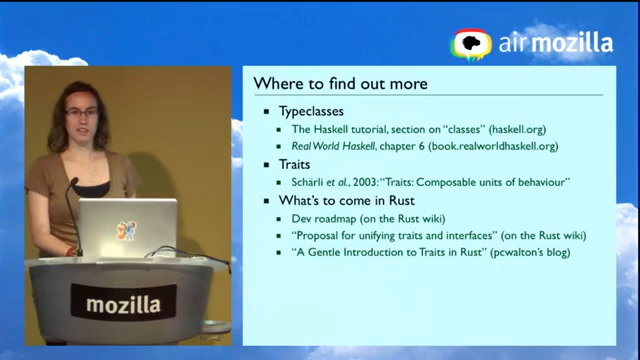 air mozilla
Where to find out more
Typeclasses
The Haskell tutorial, section on “classes” (haskell.org)
Real World Haskell, chapter 6 (book.realworldhaskell.org)
Traits
Schärli et al., 2003: “Traits: Composable units of behaviour”
What’s to come in Rust
Dev roadmap (on the Rust wiki)
“Proposal for unifying traits and interfaces” (on the Rust wiki)
“A Gentle Introduction to Traits in Rust” (pcwalton’s blog)
mozilla